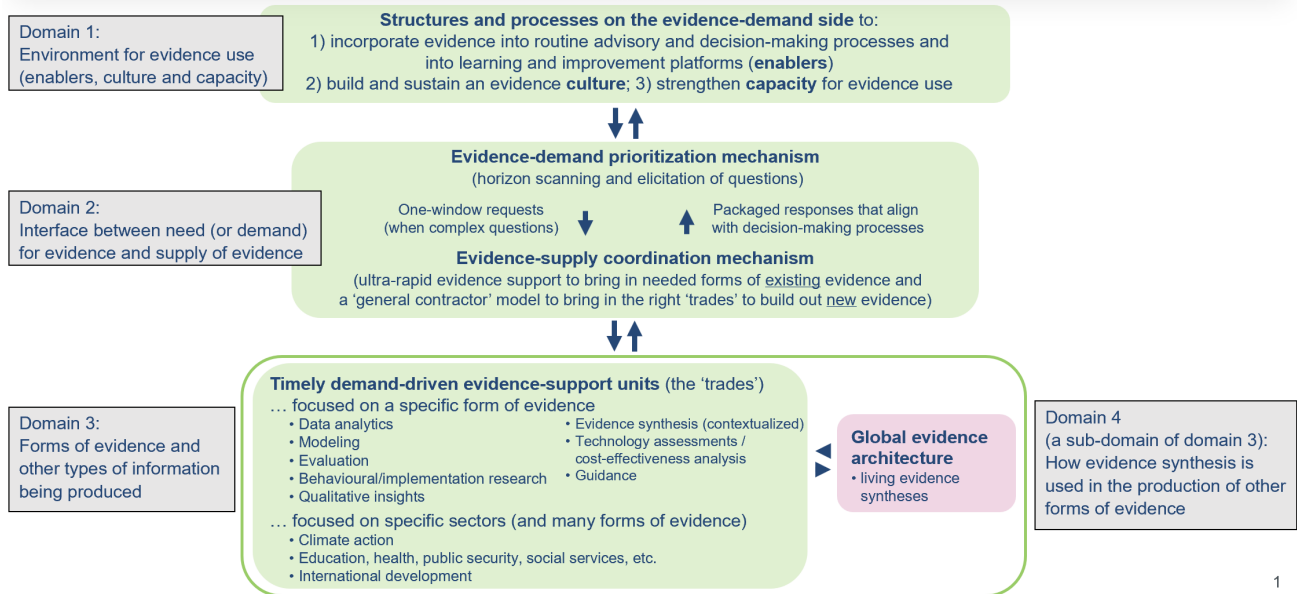 Domain 1:
Environment for evidence use
(enablers, culture and capacity)
Structures and processes on the evidence-demand side to:
1) incorporate evidence into routine advisory and decision-making processes and
into learning and improvement platforms (enablers)
2) build and sustain an evidence culture; 3) strengthen capacity for evidence use
Domain 2:
Interface between need (or demand)
for evidence and supply of evidence
Evidence-demand prioritization mechanism
(horizon scanning and elicitation of questions)
One-window requests
(when complex questions)
Packaged responses that align
with decision-making processes
Evidence-supply coordination mechanism
(ultra-rapid evidence support to bring in needed forms of existing evidence and
a ‘general contractor’ model to bring in the right ‘trades’ to build out new evidence)
Domain 3:
Forms of evidence and
other types of information
being produced
Timely demand-driven evidence-support units (the ‘trades’)
… focused on a specific form of evidence
• Data analytics
• Modeling
• Evaluation
• Behavioural/implementation research
• Qualitative insights
• Evidence synthesis (contextualized)
• Technology assessments /
cost-effectiveness analysis
• Guidance
… focused on specific sectors (and many forms of evidence)
• Climate action
• Education, health, public security, social services, etc.
• International development
Global evidence
architecture
• living evidence
syntheses
Domain 4
(a sub-domain of domain 3):
How evidence synthesis is
used in the production of other
forms of evidence
1